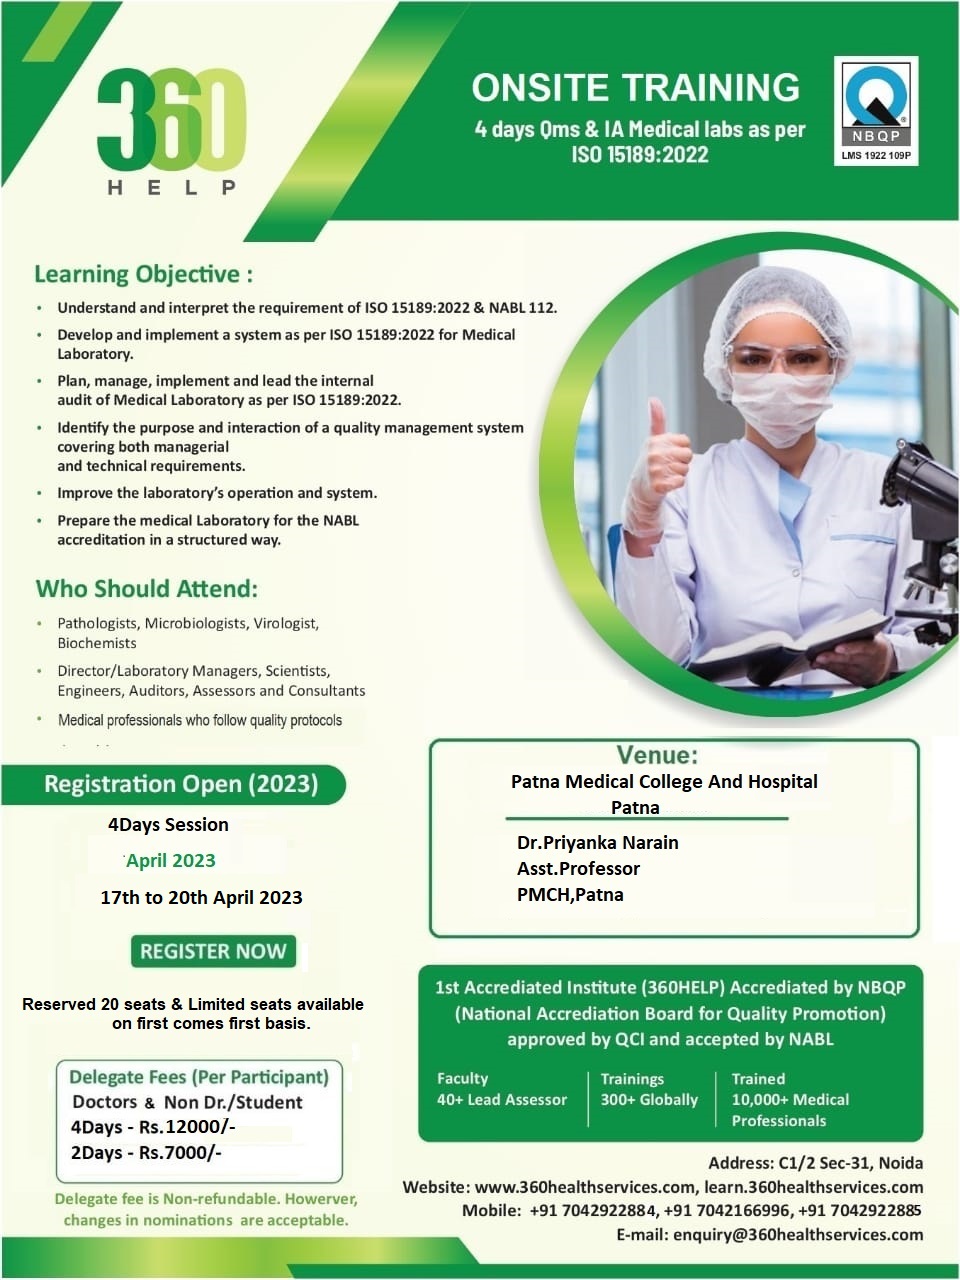 360
HELP
ONSITE TRAINING
4 days Qms & IA Medical labs as per
ISO 15189:2022
®
NBQP
LMS 1922 109P
Learning Objective :
• Understand and interpret the requirement of ISO 15189:2022 & NABL 112.
• Develop and implement a system as per ISO 15189:2022 for Medical
Laboratory.
• Plan, manage, implement and lead the internal
audit of Medical Laboratory as per ISO 15189:2022.
• Identify the purpose and interaction of a quality management system
covering both managerial
and technical requirements.
• Improve the laboratory's operation and system.
• Prepare the medical Laboratory for the NABL
accreditation in a structured way.
Who Should Attend:
• Pathologists, Microbiologists, Virologist,
Biochemists
• Director/Laboratory Managers, Scientists,
Engineers, Auditors, Assessors and Consultants
• Medical professionals who follow quality protocols
Registration Open (2023)
4Days Session
April 2023
17th to 20th April 2023
REGISTER NOW
Reserved 20 seats & Limited seats available
on first comes first basis.
Delegate Fees (Per Participant)
Doctors & Non Dr./Student
4Days - Rs.12000/-
2Days - Rs.7000/-
Delegate fee is Non-refundable. However,
changes in nominations are acceptable.
Venue:
Patna Medical College And Hospital
Patna
Dr.Priyanka Narain
Asst.Professor
PMCH,Patna
1st Accrediated Institute (360HELP) Accrediated by NBQP
(National Accrediation Board for Quality Promotion)
approved by QCI and accepted by NABL
Faculty
40+ Lead Assessor
Trainings
300+ Globally
Trained
10,000+ Medical
Professionals
Address: C1/2 Sec-31, Noida
Website: www.360healthservices.com, learn.360healthservices.com
Mobile: +91 7042922884, +91 7042166996, +91 7042922885
E-mail: enquiry@360healthservices.com